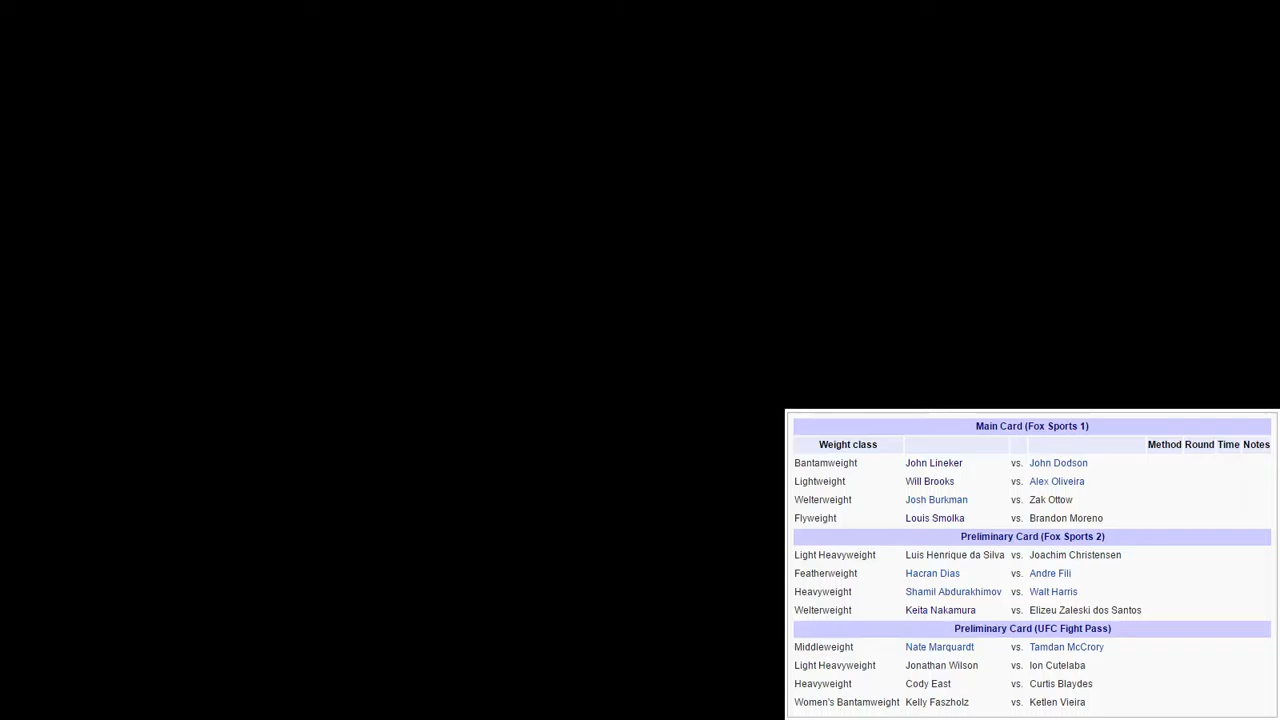 Main Card (Fox Sports 1)
Weight class Method Round Time Notes
Bantamweight John Lineker vs. John Dodson
Lightweight Will Brooks vs. Alex Oliveira
Welterweight Josh Burkman vs. Zak Ottow
Flyweight Louis Smolka vs. Brandon Moreno
Preliminary Card (Fox Sports 2)
Light Heavyweight Luis Henrique da Silva vs. Joachim Christensen
Featherweight Hacran Dias vs. Andre Fili
Heavyweight Shamil Abdurakhimov vs. Walt Harris
Welterweight Keita Nakamura vs. Elizeu Zaleski dos Santos
Preliminary Card (UFC Fight Pass)
Middleweight Nate Marquardt vs. Tamdan McCrory
Light Heavyweight Jonathan Wilson vs. Ion Cutelaba
Heavyweight Cody East vs. Curtis Blaydes
Women's Bantamweight Kelly Faszholz vs. Ketlen Vieira